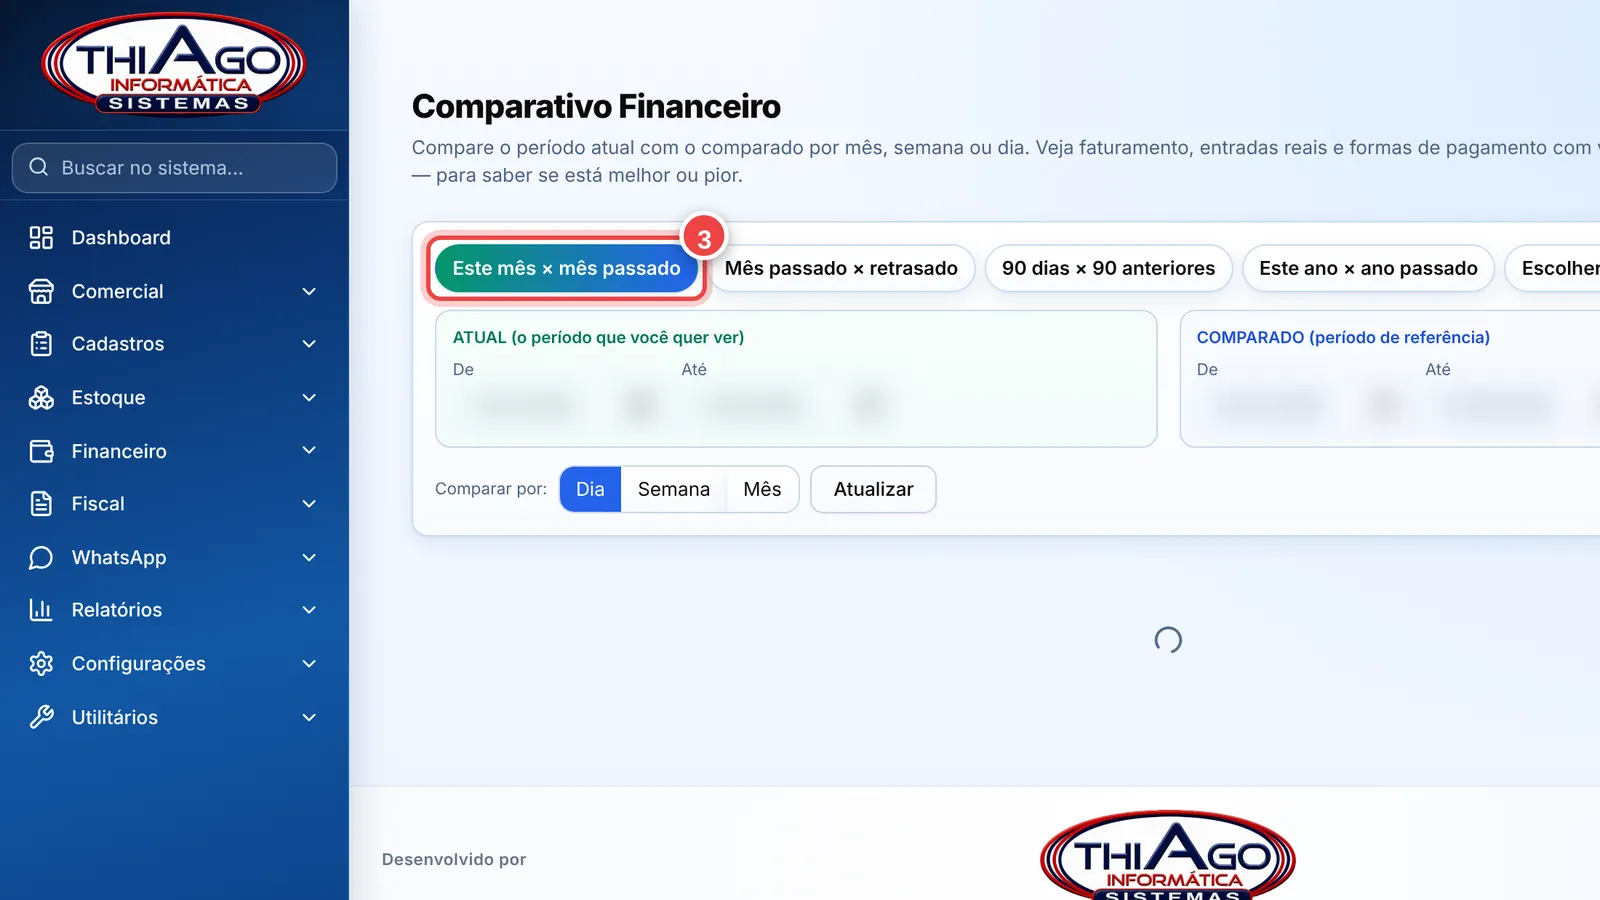 THIAGO
INFORMÁTICA
SISTEMAS
Buscar no sistema...
Dashboard
Comercial
Cadastros
Estoque
Financeiro
Fiscal
WhatsApp
Relatórios
Configurações
Utilitários
Comparativo Financeiro
Compare o período atual com o comparado por mês, semana ou dia. Veja faturamento, entradas reais e formas de pagamento com
— para saber se está melhor ou pior.
3
Este mês × mês passado
Mês passado × retrasado
90 dias × 90 anteriores
Este ano × ano passado
Escolher
ATUAL (o período que você quer ver)
De
Até
COMPARADO (período de referência)
De
Até
Comparar por:
Dia
Semana
Mês
Atualizar
Desenvolvido por
THIAGO
INFORMÁTICA
SISTEMAS